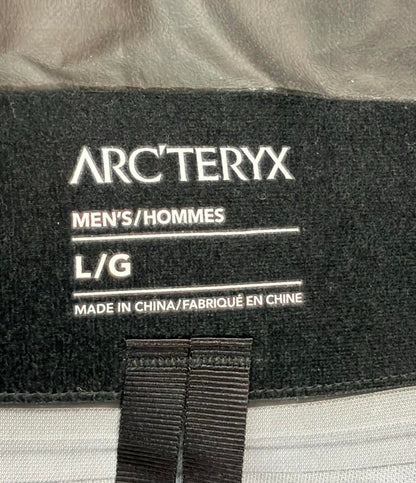 ARC'TERYX
MEN'S/HOMMES
L/G
MADE IN CHINA/FABRIQUÉ EN CHINE